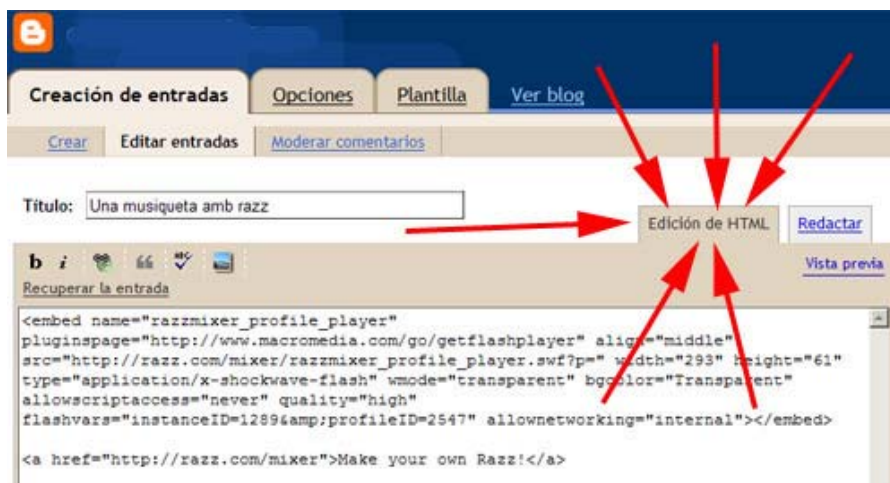 Creación de entradas Opciones Plantilla Ver blog
Crear Editar entradas Moderar comentarios
Título: Una musiqueta amb razz
Edición de HTML Redactar
b i ABC
Vista previa
Recuperar la entrada
<embed name="razzmixer_profile_player"
pluginspage="http://www.macromedia.com/go/getflashplayer" align="middle"
src="http://razz.com/mixer/razzmixer_profile_player.swf?p=" width="293" height="61"
type="application/x-shockwave-flash" wmode="transparent" bgcolor="Transparent"
allowscriptaccess="never" quality="high"
flashvars="instanceID=1289&amp;profileID=2547" allownetworking="internal"></embed>
<a href="http://razz.com/mixer">Make your own Razz!</a>